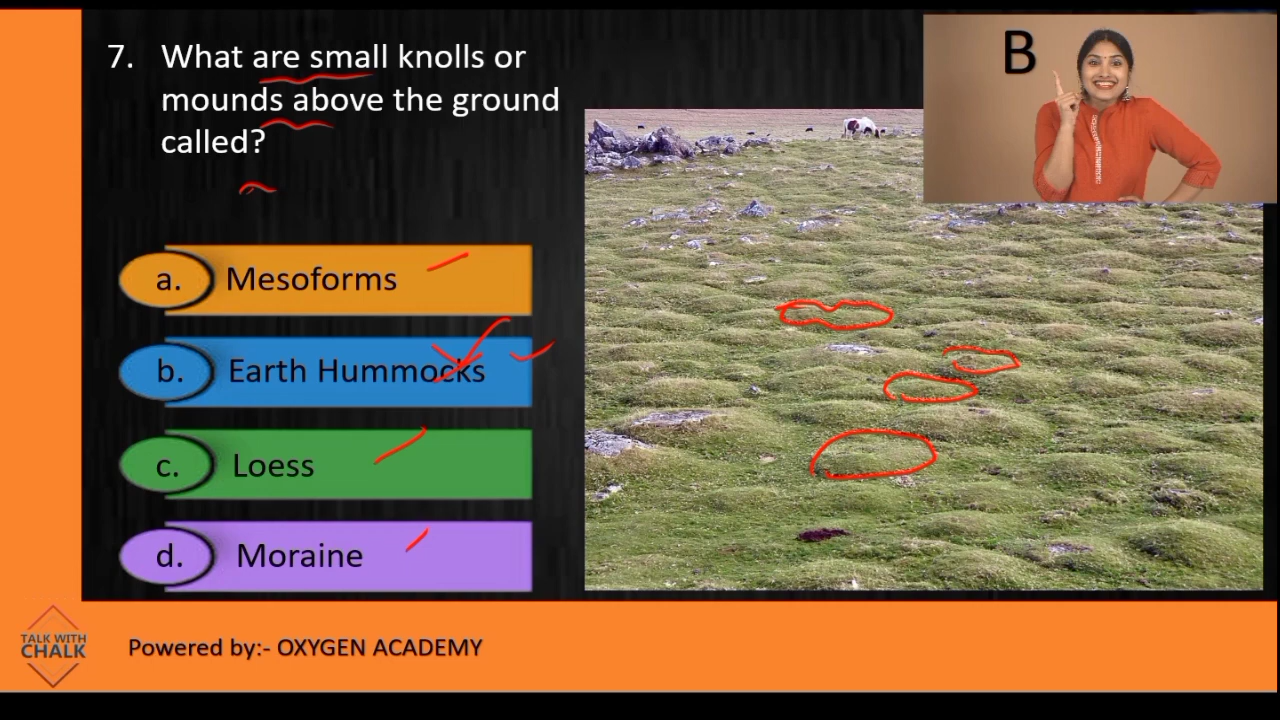 7. What are small knolls or
mounds above the ground
called?
B
a. Mesoforms
b. Earth Hummocks
c. Loess
d. Moraine
TALK WITH
CHALK
Powered by:- OXYGEN ACADEMY